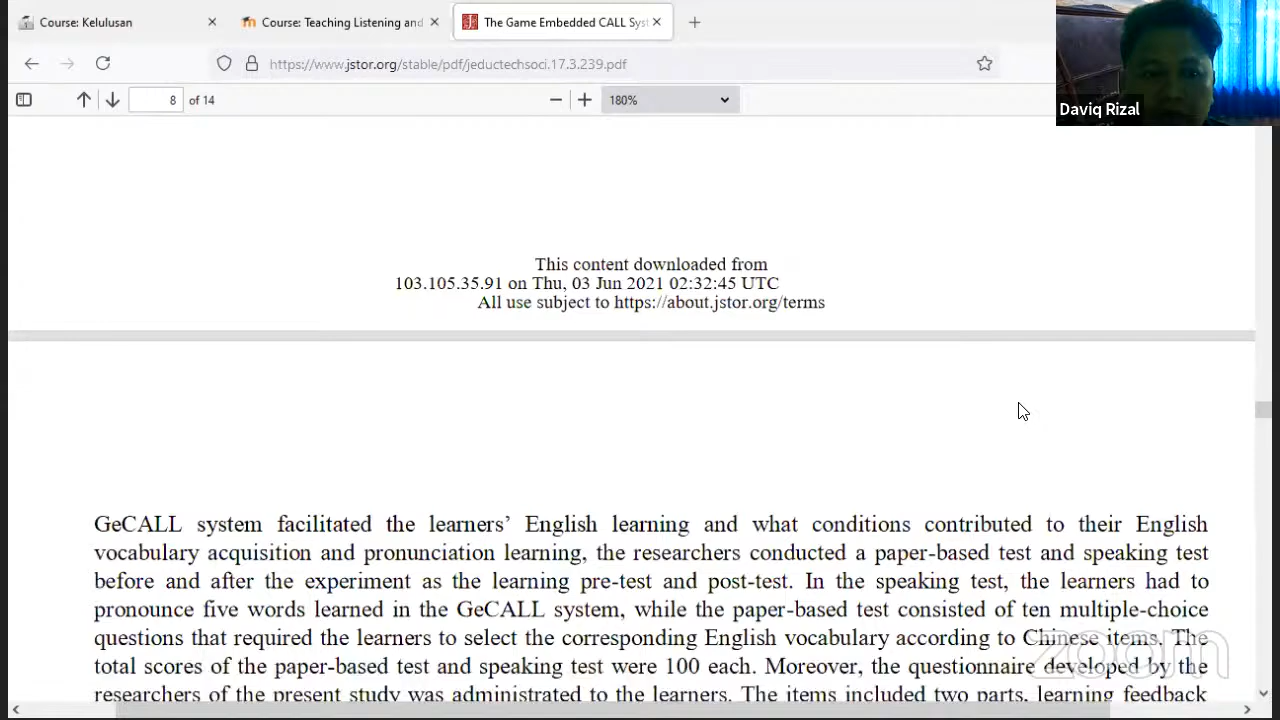 Course: Kelulusan
Course: Teaching Listening and
The Game Embedded CALL Syst
https://www.jstor.org/stable/pdf/jeductechsoci.17.3.239.pdf
8 of 14
180%
Daviq Rizal
This content downloaded from
103.105.35.91 on Thu, 03 Jun 2021 02:32:45 UTC
All use subject to https://about.jstor.org/terms
GeCALL system facilitated the learners’ English learning and what conditions contributed to their English
vocabulary acquisition and pronunciation learning, the researchers conducted a paper-based test and speaking test
before and after the experiment as the learning pre-test and post-test. In the speaking test, the learners had to
pronounce five words learned in the GeCALL system, while the paper-based test consisted of ten multiple-choice
questions that required the learners to select the corresponding English vocabulary according to Chinese items. The
total scores of the paper-based test and speaking test were 100 each. Moreover, the questionnaire developed by the
researchers of the present study was administrated to the learners. The items included two parts, learning feedback
zoom